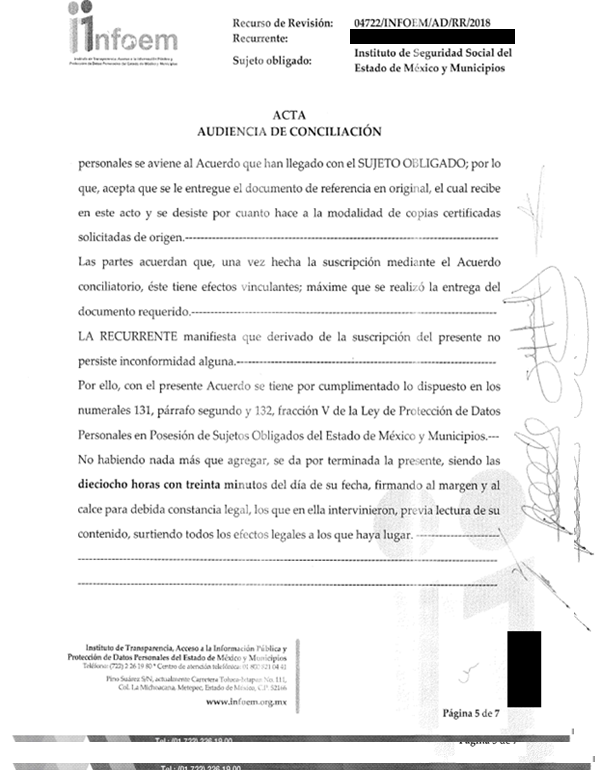 infoem
Instituto de Transparencia, Acceso a la Información Pública y
Protección de Datos Personales del Estado de México y Municipios
Recurso de Revisión: 04722/INFOEM/AD/RR/2018
Recurrente:
Sujeto obligado: Instituto de Seguridad Social del
Estado de México y Municipios
ACTA
AUDIENCIA DE CONCILIACIÓN
personales se aviene al Acuerdo que han llegado con el SUJETO OBLIGADO; por lo
que, acepta que se le entregue el documento de referencia en original, el cual recibe
en este acto y se desiste por cuanto hace a la modalidad de copias certificadas
solicitadas de origen.------------------------------------------------------------
Las partes acuerdan que, una vez hecha la suscripción mediante el Acuerdo
conciliatorio, éste tiene efectos vinculantes; máxime que se realizó la entrega del
documento requerido.------------------------------------------------------------
LA RECURRENTE manifiesta que derivado de la suscripción del presente no
persiste inconformidad alguna.--------------------------------------------------
Por ello, con el presente Acuerdo se tiene por cumplimentado lo dispuesto en los
numerales 131, párrafo segundo y 132, fracción V de la Ley de Protección de Datos
Personales en Posesión de Sujetos Obligados del Estado de México y Municipios.---
No habiendo nada más que agregar, se da por terminada la presente, siendo las
dieciocho horas con treinta minutos del día de su fecha, firmando al margen y al
calce para debida constancia legal, los que en ella intervinieron, previa lectura de su
contenido, surtiendo todos los efectos legales a los que haya lugar. ----------------
Instituto de Transparencia, Acceso a la Información Pública y
Protección de Datos Personales del Estado de México y Municipios
Teléfono: (722) 2 26 19 80 * Centro de atención telefónica: 01 800 821 04 41
Pino Suárez S/N, actualmente Carretera Toluca-Ixtapan No. 111,
Col. La Michoacana, Metepec, Estado de México, C.P. 52166
www.infoem.org.mx
Página 5 de 7
Página 5 de 7
Tel.: (01 722) 226 19 00
Tel.: (01 722) 226 19 00